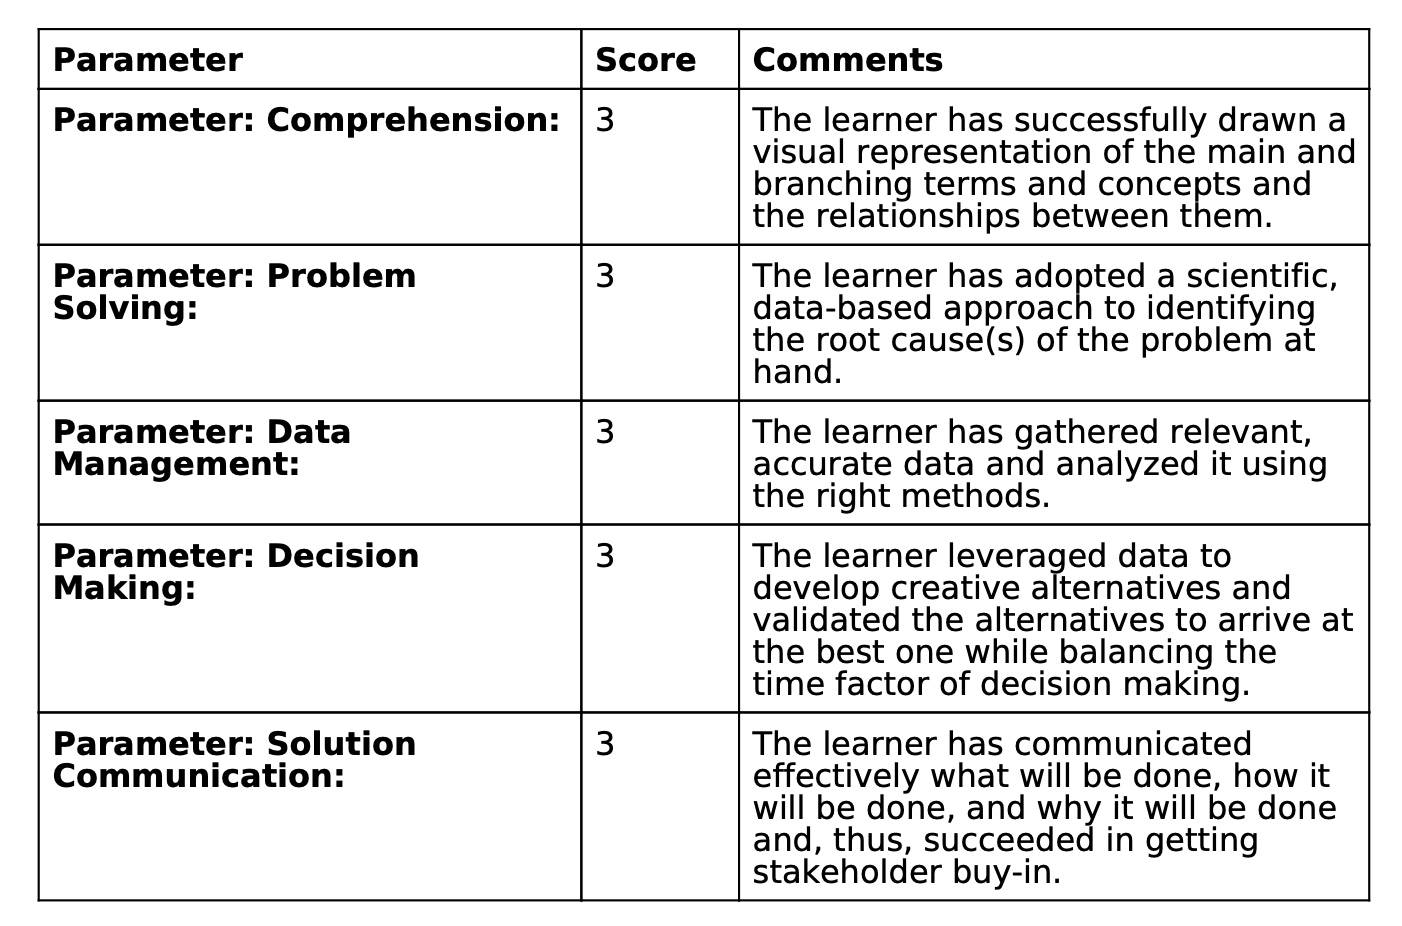 Parameter Score Comments
Parameter: Comprehension: 3 The learner has successfully drawn a
visual representation of the main and
branching terms and concepts and
the relationships between them.
Parameter: Problem 3 The learner has adopted a scientific,
Solving: data-based approach to identifying
the root cause(s) of the problem at
hand.
Parameter: Data 3 The learner has gathered relevant,
Management: accurate data and analyzed it using
the right methods.
Parameter: Decision 3 The learner leveraged data to
Making: develop creative alternatives and
validated the alternatives to arrive at
the best one while balancing the
time factor of decision making.
Parameter: Solution 3 The learner has communicated
Communication: effectively what will be done, how it
will be done, and why it will be done
and, thus, succeeded in getting
stakeholder buy-in.